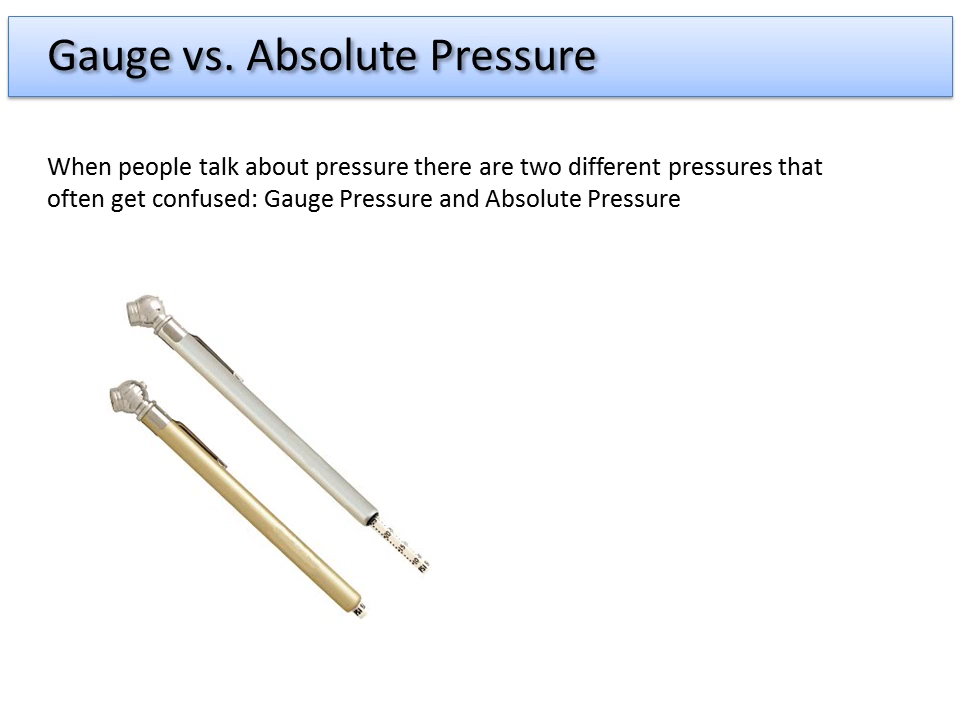 Gauge vs. Absolute Pressure
When people talk about pressure there are two different pressures that
often get confused: Gauge Pressure and Absolute Pressure